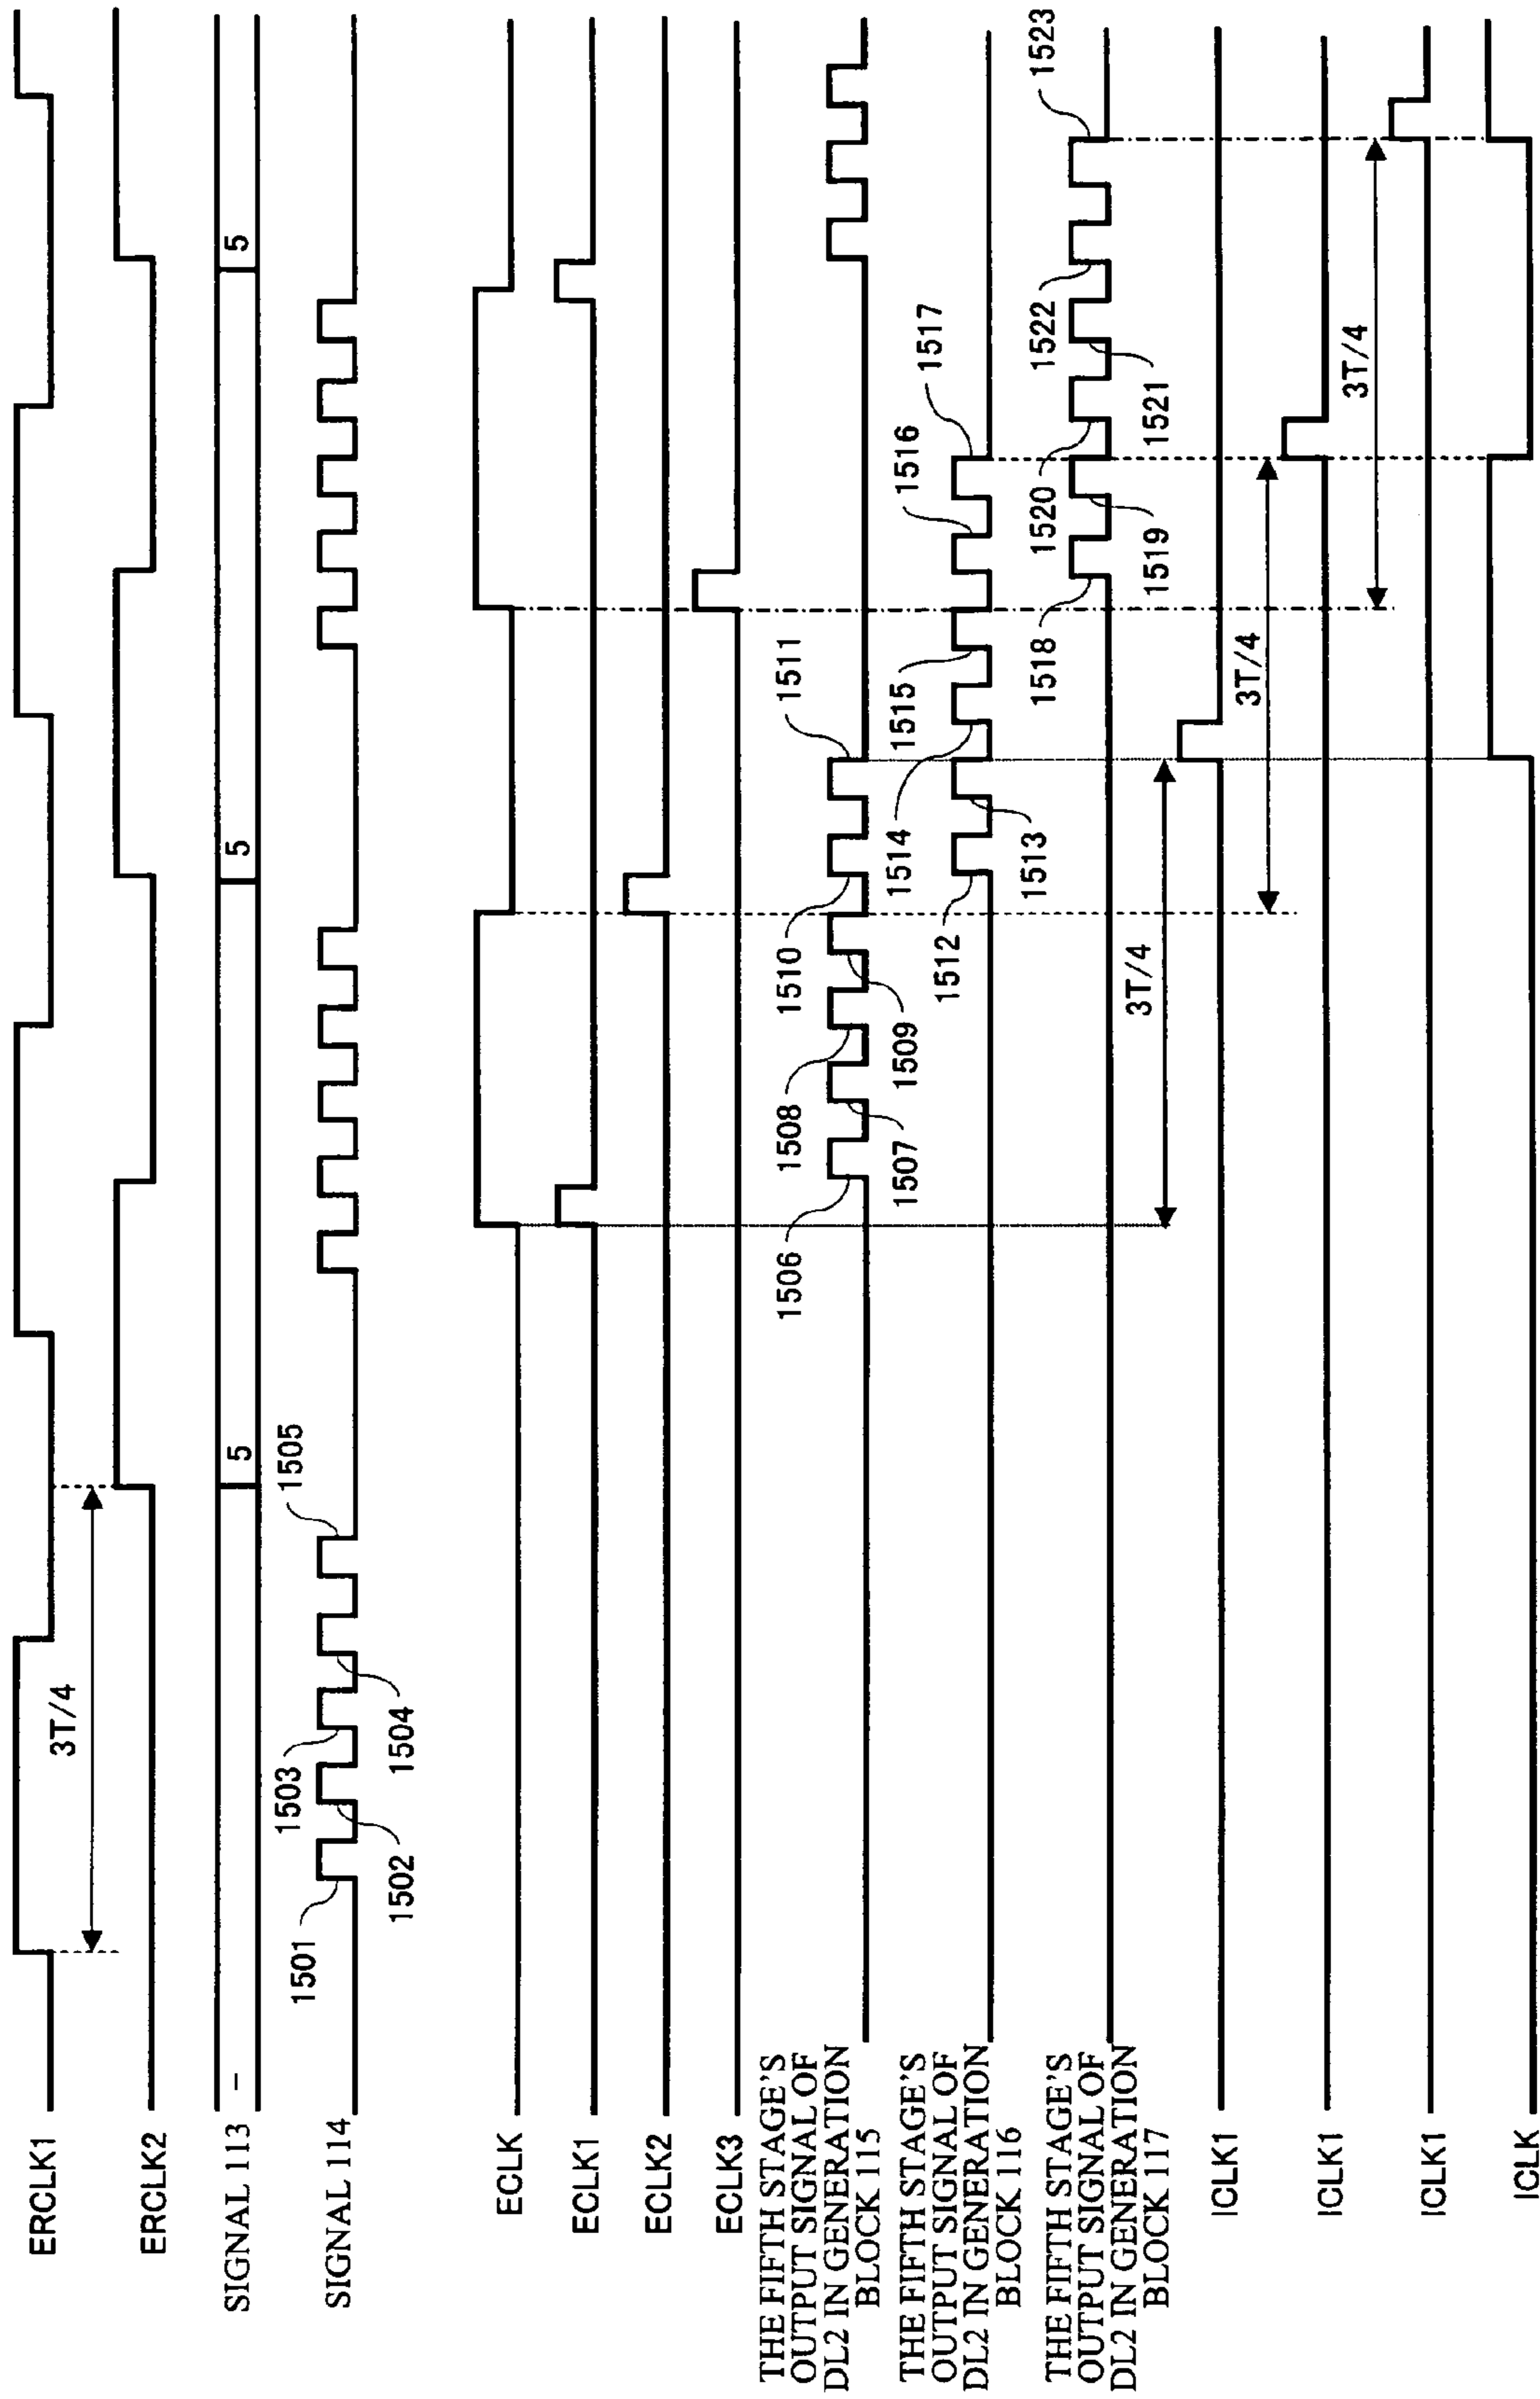 ERCLK1
3T/4
ERCLK2
SIGNAL 113
–
5
5
5
SIGNAL 114
1501
1502
1503
1504
1505
ECLK
ECLK1
ECLK2
ECLK3
THE FIFTH STAGE'S
OUTPUT SIGNAL OF
DL2 IN GENERATION
BLOCK 115
1506
1507
1508
1509
1510
1511
THE FIFTH STAGE'S
OUTPUT SIGNAL OF
DL2 IN GENERATION
BLOCK 116
1512
1513
1514
1515
1516
1517
THE FIFTH STAGE'S
OUTPUT SIGNAL OF
DL2 IN GENERATION
BLOCK 117
1518
1519
1520
1521
1522
1523
3T/4
ICLK1
3T/4
ICLK1
3T/4
ICLK1
ICLK